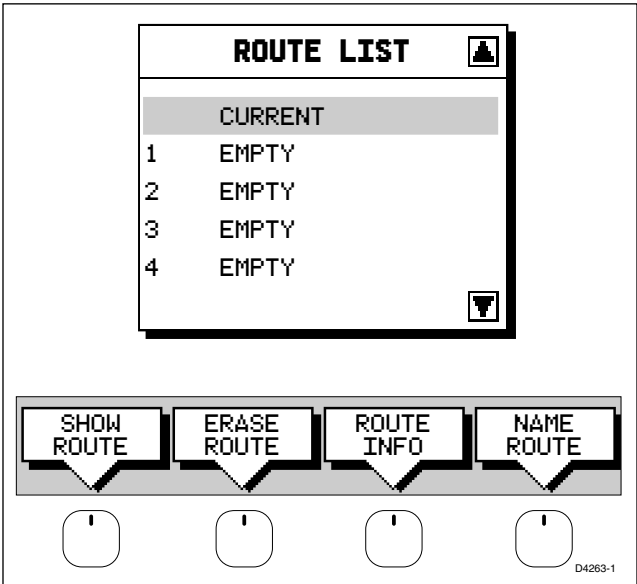 ROUTE LIST
CURRENT
1 EMPTY
2 EMPTY
3 EMPTY
4 EMPTY
SHOW ROUTE
ERASE ROUTE
ROUTE INFO
NAME ROUTE
D4263-1